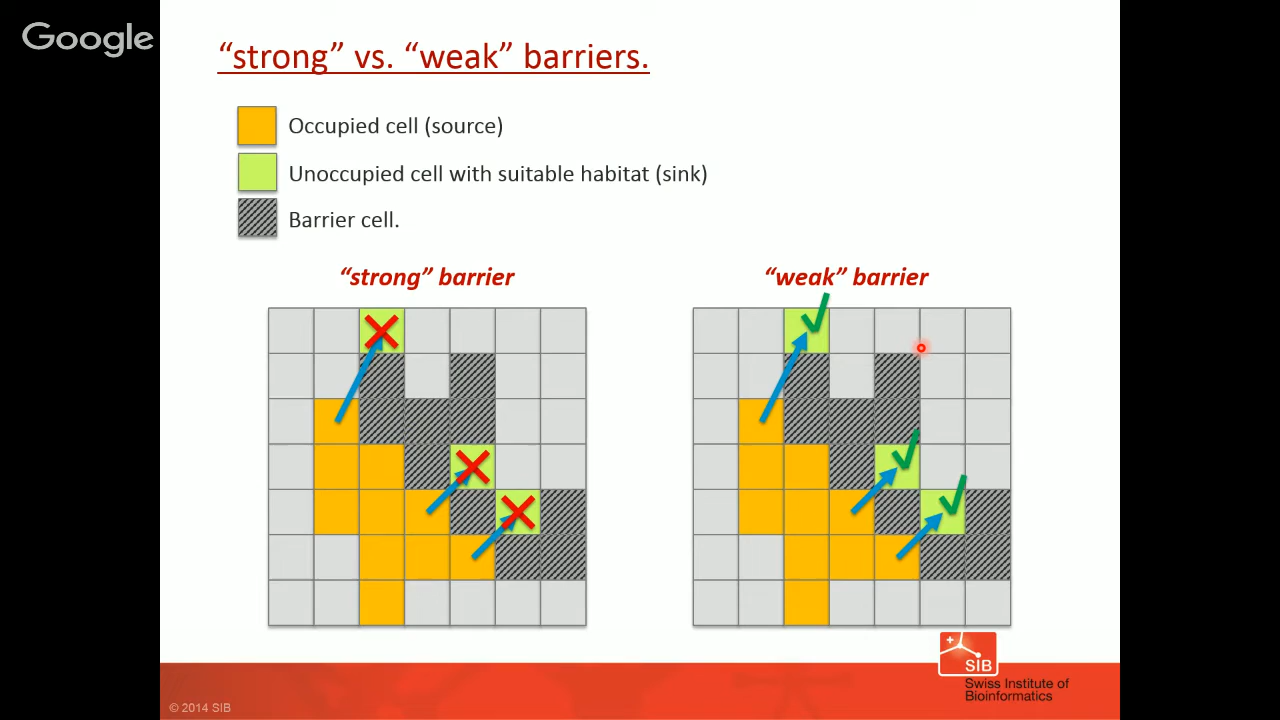 Google
“strong” vs. “weak” barriers.
Occupied cell (source)
Unoccupied cell with suitable habitat (sink)
Barrier cell.
“strong” barrier
“weak” barrier
SIB
Swiss Institute of
Bioinformatics
© 2014 SIB